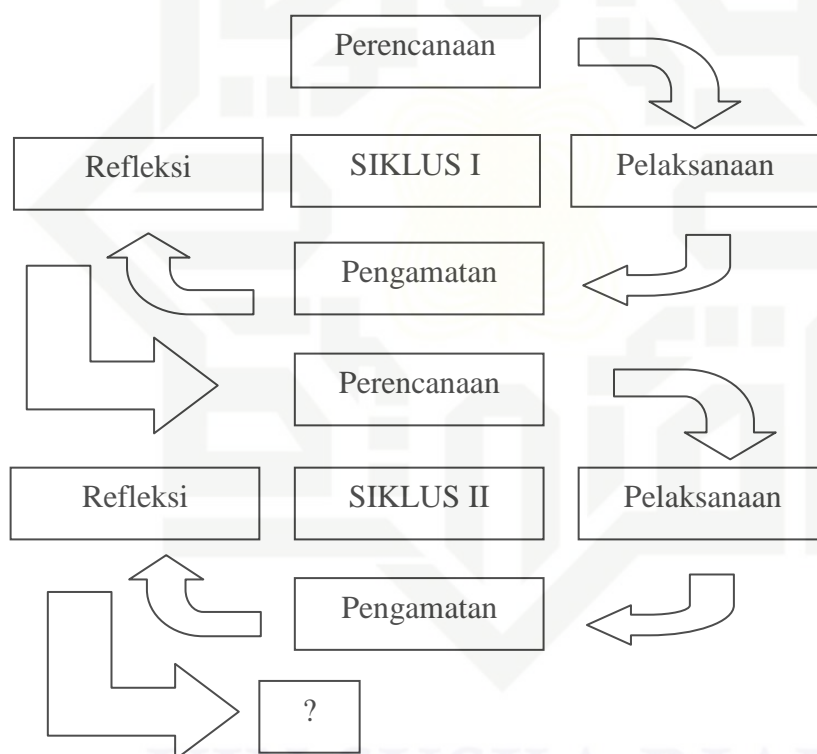 Perencanaan
Refleksi
SIKLUS I
Pelaksanaan
Pengamatan
Perencanaan
Refleksi
SIKLUS II
Pelaksanaan
Pengamatan
?